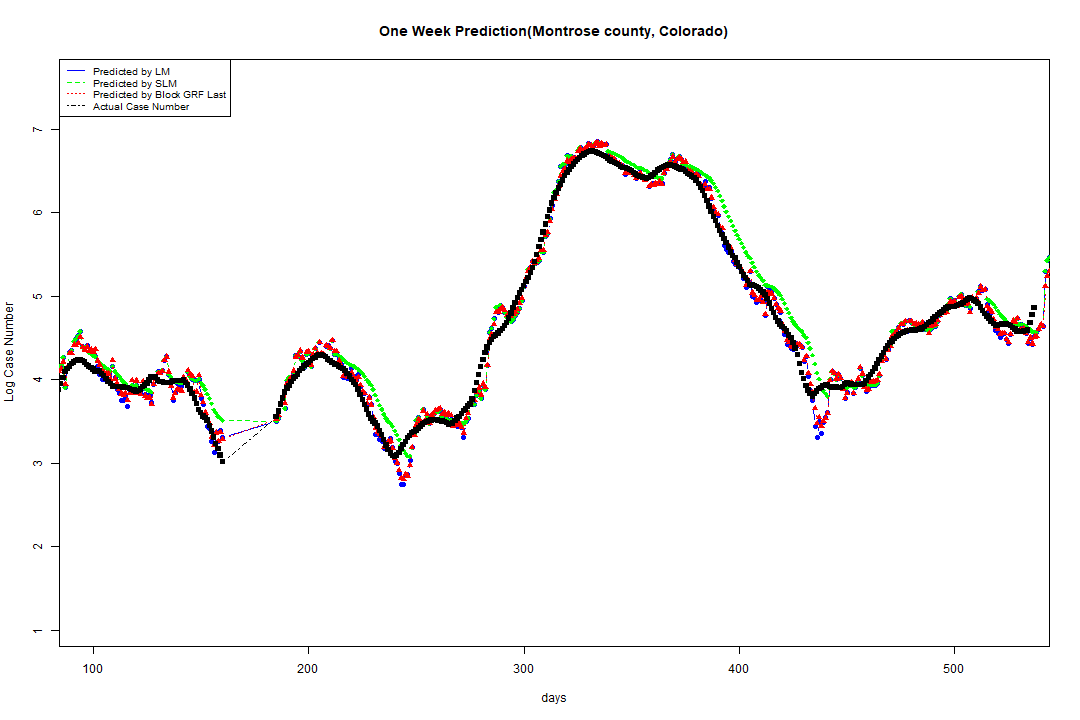 One Week Prediction(Montrose county, Colorado)
Predicted by LM
Predicted by SLM
Predicted by Block GRF Last
Actual Case Number
7
6
5
4
3
2
1
Log Case Number
100 200 300 400 500
days